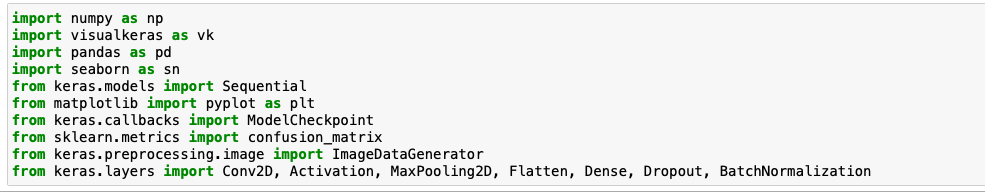 import numpy as np
import visualkeras as vk
import pandas as pd
import seaborn as sn
from keras.models import Sequential
from matplotlib import pyplot as plt
from keras.callbacks import ModelCheckpoint
from sklearn.metrics import confusion_matrix
from keras.preprocessing.image import ImageDataGenerator
from keras.layers import Conv2D, Activation, MaxPooling2D, Flatten, Dense, Dropout, BatchNormalization